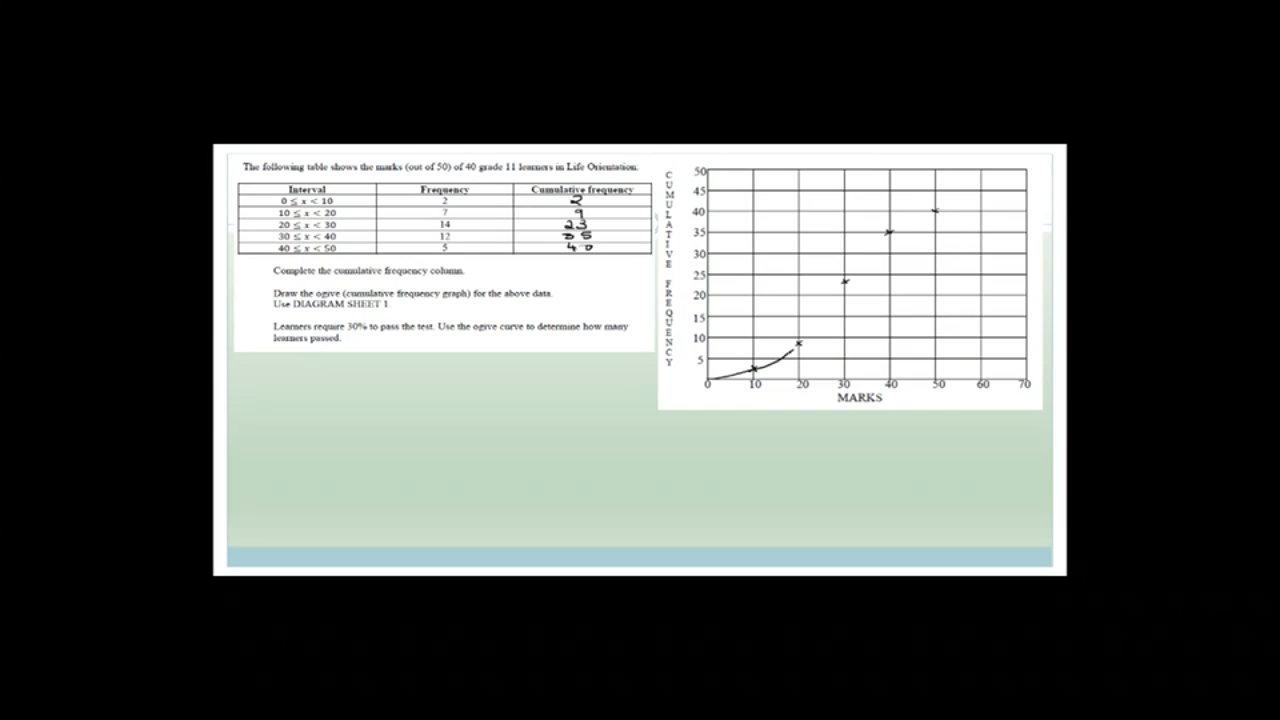 The following table shows the marks (out of 50) of 40 grade 11 learners in Life Orientation.
Interval Frequency Cumulative frequency
0 ≤ x < 10 2 2
10 ≤ x < 20 7 9
20 ≤ x < 30 14 23
30 ≤ x < 40 12 35
40 ≤ x < 50 5 40
Complete the cumulative frequency column.
Draw the ogive (cumulative frequency graph) for the above data.
Use DIAGRAM SHEET 1
Learners require 30% to pass the test. Use the ogive curve to determine how many
learners passed.
CUMULATIVE FREQUENCY
50
45
40
35
30
25
20
15
10
5
0 10 20 30 40 50 60 70
MARKS